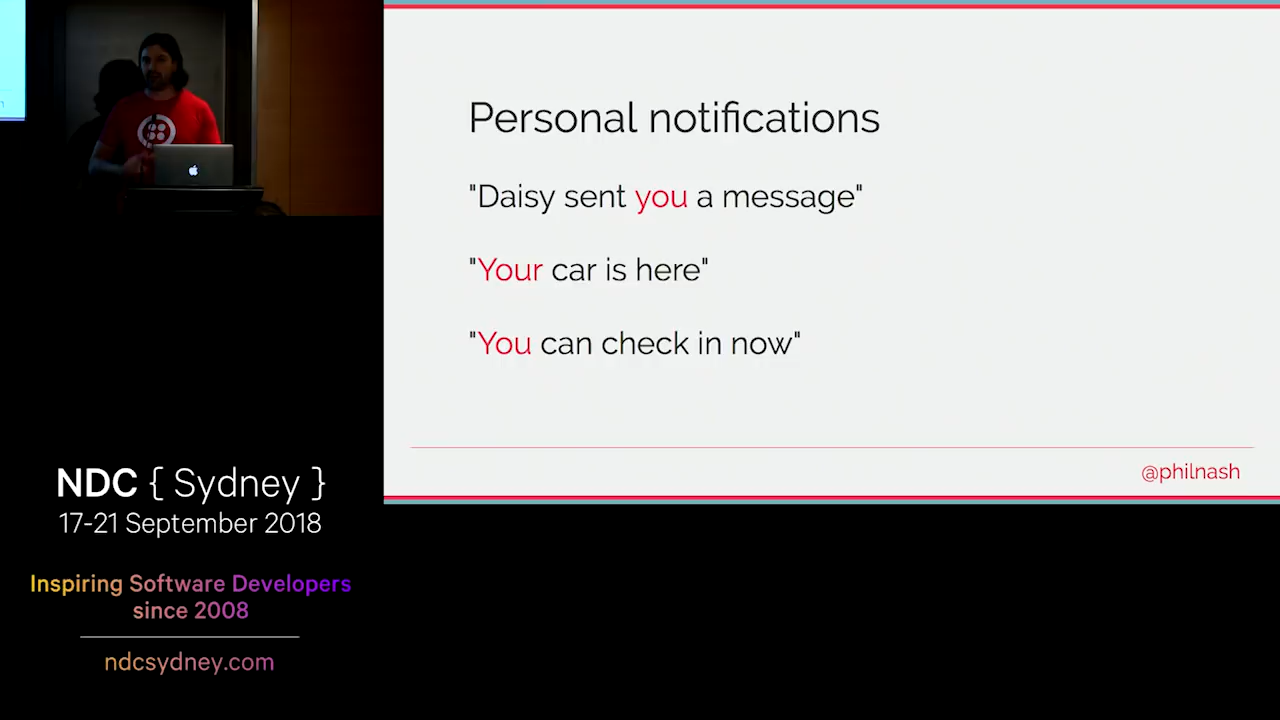 Personal notifications
"Daisy sent you a message"
"Your car is here"
"You can check in now"
@philnash
NDC { Sydney }
17-21 September 2018
Inspiring Software Developers
since 2008
ndcsydney.com